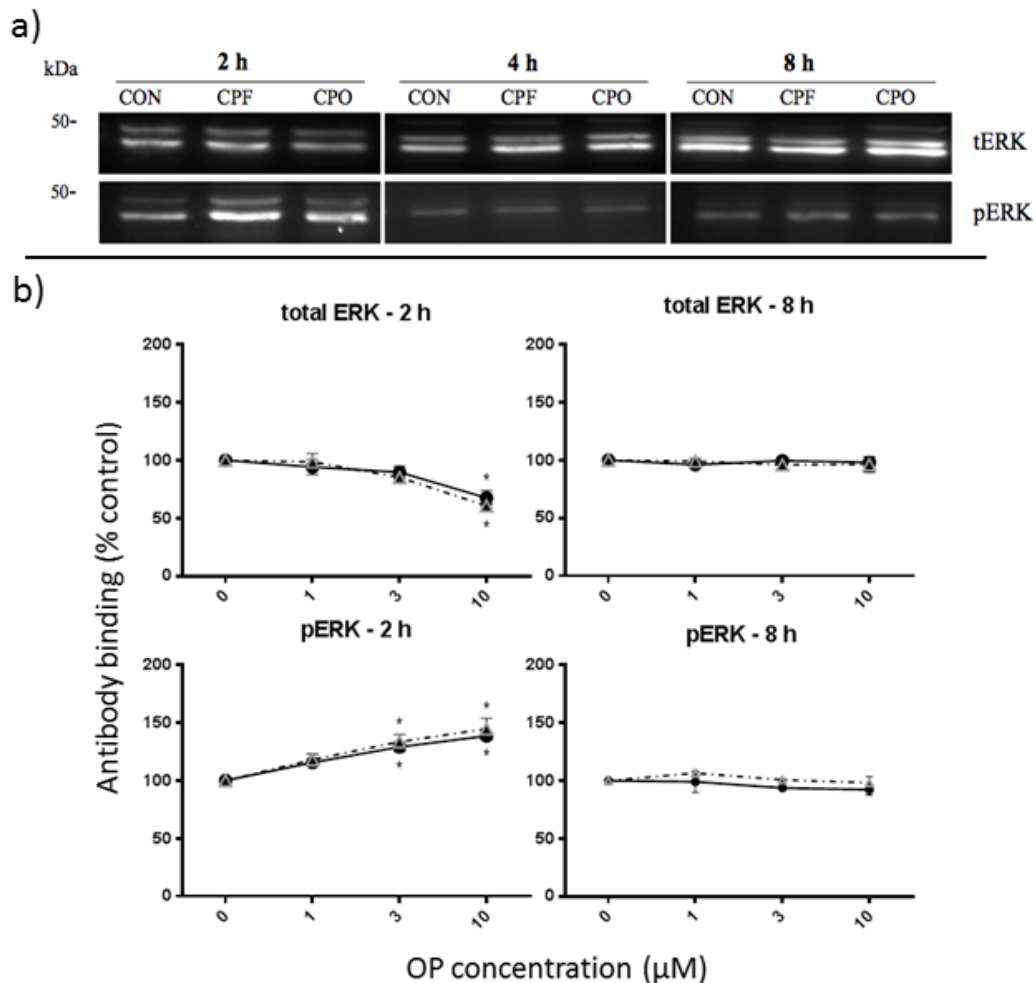 a)
2 h 4 h 8 h
kDa
CON CPF CPO CON CPF CPO CON CPF CPO
50-
tERK
50-
pERK
b)
total ERK - 2 h
200
150
100
50
0
* *
0 1 3 10
total ERK - 8 h
200
150
100
50
0
0 1 3 10
pERK - 2 h
200
150
100
50
0
* * * *
0 1 3 10
pERK - 8 h
200
150
100
50
0
0 1 3 10
Antibody binding (% control)
OP concentration (µM)